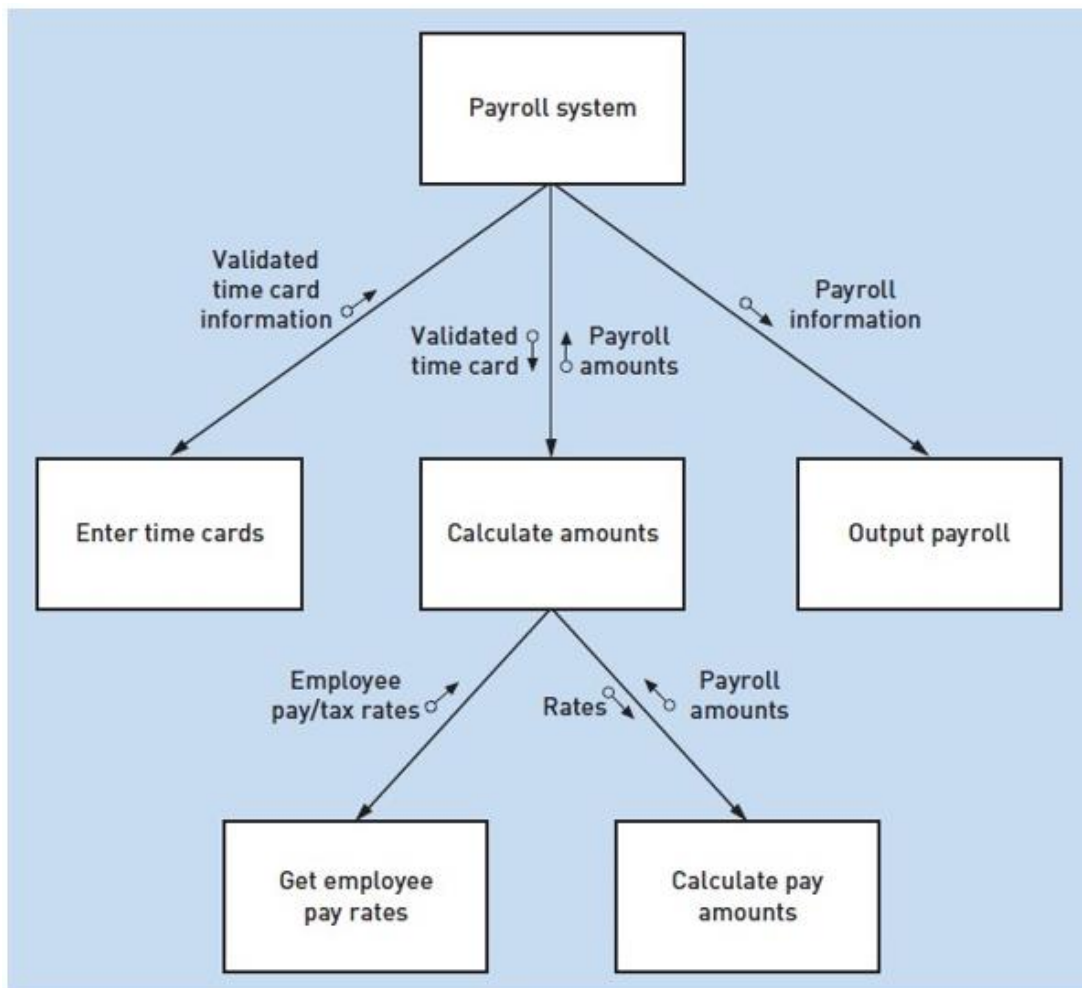 Payroll system
Validated
time card
information
Validated
time card
Payroll
amounts
Payroll
information
Enter time cards
Calculate amounts
Output payroll
Employee
pay/tax rates
Rates
Payroll
amounts
Get employee
pay rates
Calculate pay
amounts